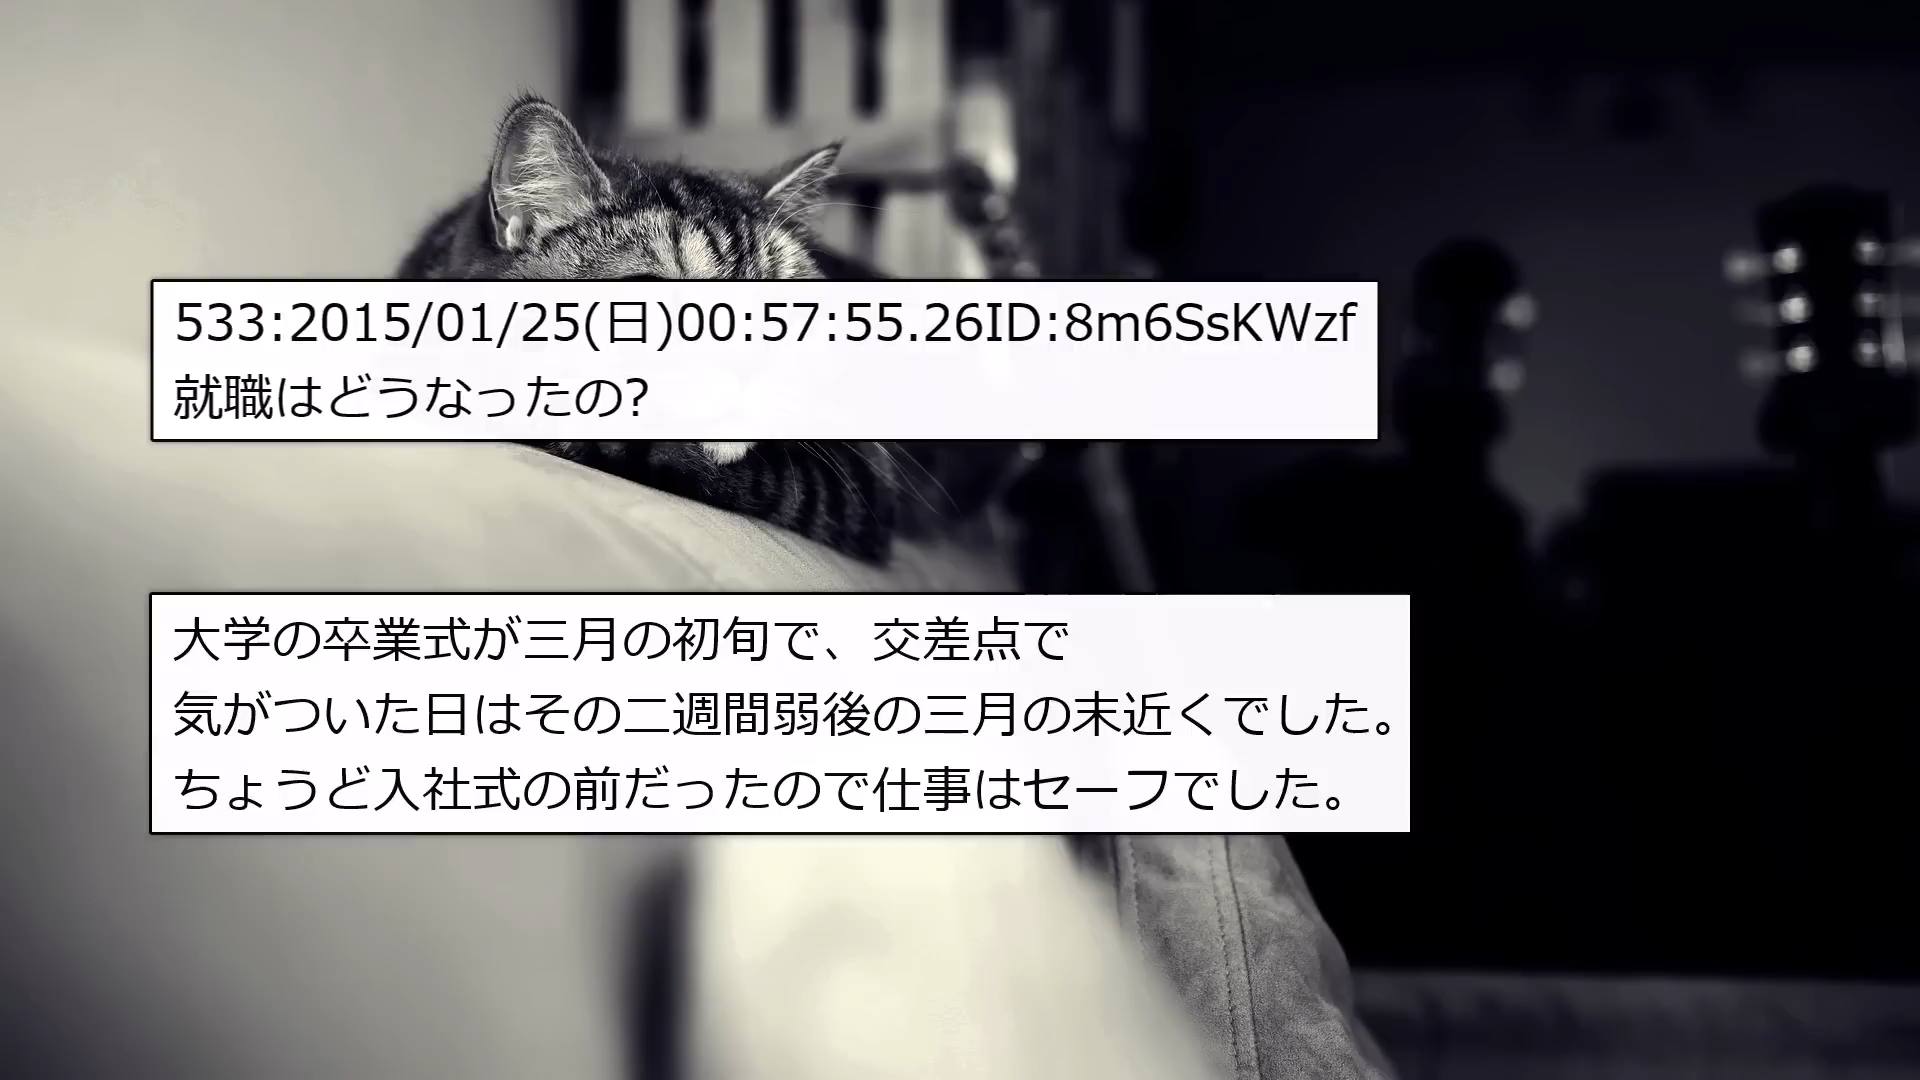 533:2015/01/25(日)00:57:55.26ID:8m6SsKWzf
就職はどうなったの?
大学の卒業式が三月の初旬で、交差点で
気がついた日はその二週間弱後の三月の末近くでした。
ちょうど入社式の前だったので仕事はセーフでした。